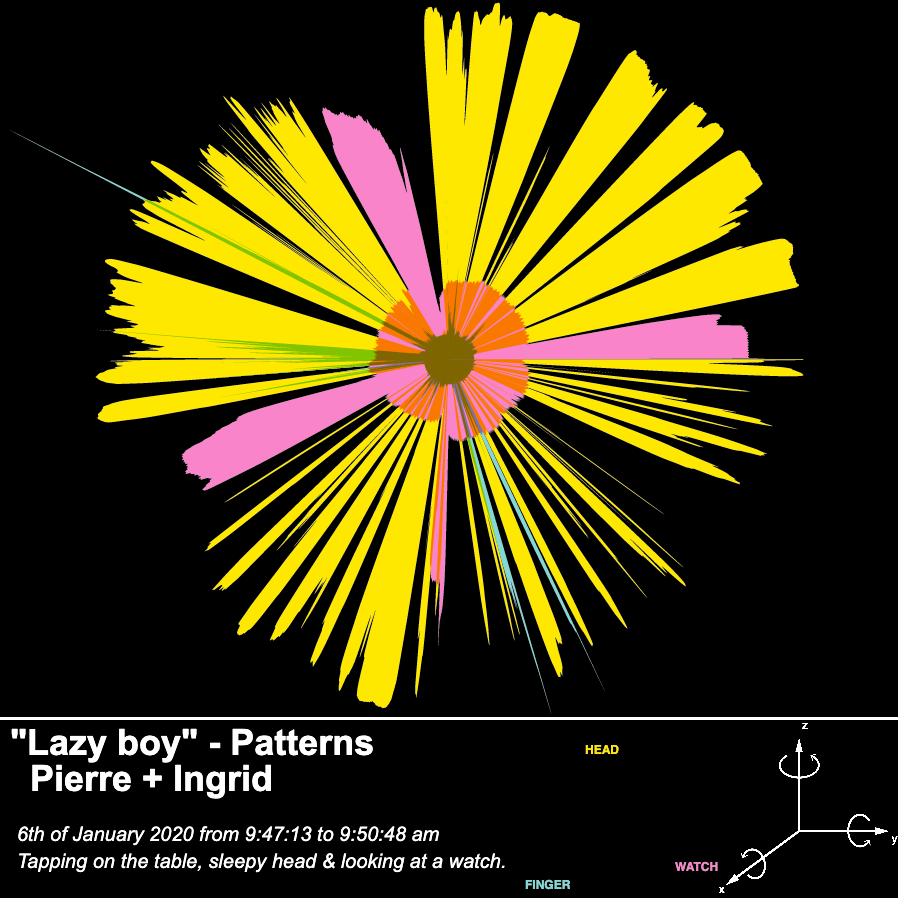 "Lazy boy" - Patterns
Pierre + Ingrid
6th of January 2020 from 9:47:13 to 9:50:48 am
Tapping on the table, sleepy head & looking at a watch.
HEAD
WATCH
FINGER
z
y
x